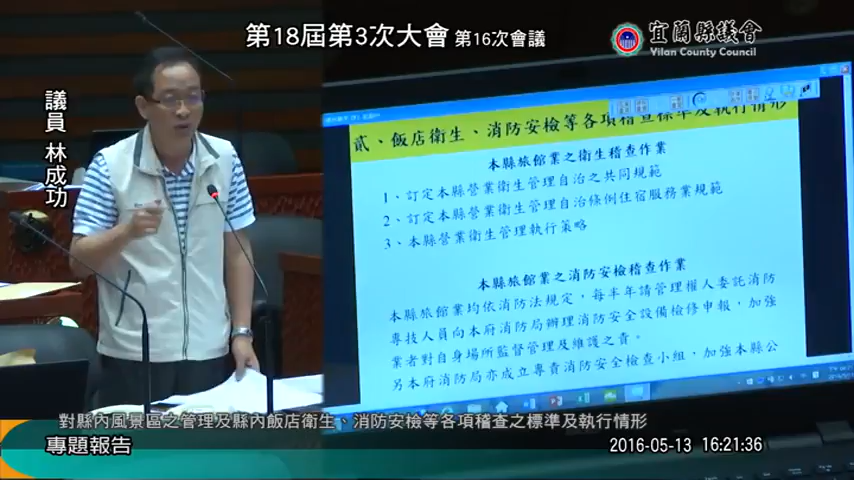 第18屆第3次大會 第16次會議
宜蘭縣議會
Yilan County Council
議員 林成功
貳、飯店衛生、消防安檢等各項稽查標準及執行情形
本縣旅館業之衛生稽查作業
1、訂定本縣營業衛生管理自治之共同規範
2、訂定本縣營業衛生管理自治條例住宿服務業規範
3、本縣營業衛生管理執行策略
本縣旅館業之消防安檢稽查作業
本縣旅館業均依消防法規定，每半年請管理權人委託消防
專技人員向本府消防局辦理消防安全設備檢修申報，加強
業者對自身場所監督管理及維護之責。
另本府消防局亦成立專責消防安全檢查小組，加強本縣公
對縣內風景區之管理及縣內飯店衛生、消防安檢等各項稽查之標準及執行情形
專題報告
2016-05-13 16:21:36